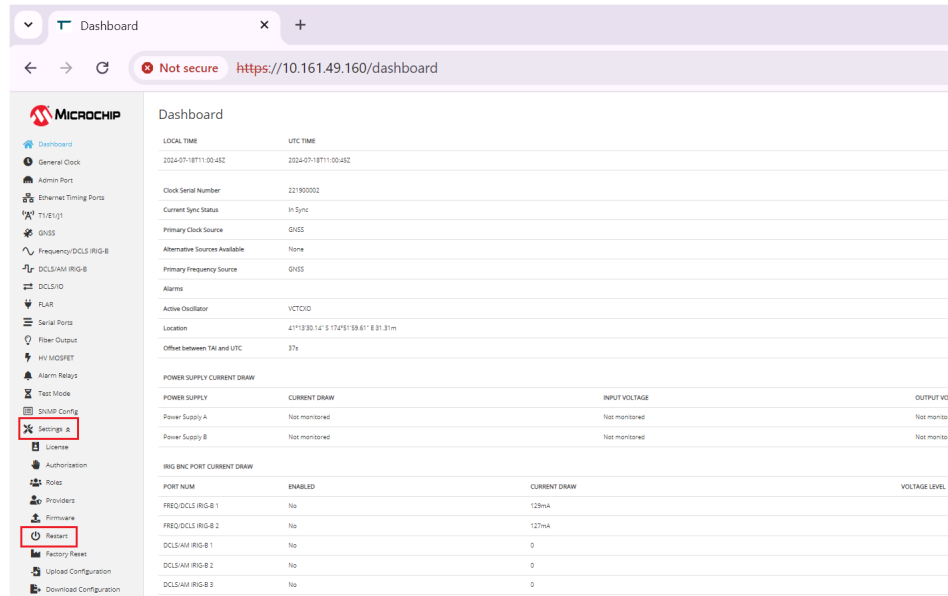 Dashboard
Not secure https://10.161.49.160/dashboard
MICROCHIP
Dashboard
General Clock
Admin Port
Ethernet Timing Ports
T1/E1/J1
GNSS
Frequency/DCLS IRIG-B
DCLS/AM IRIG-B
DCLS/IO
FLAR
Serial Ports
Fiber Output
HV MOSFET
Alarm Relays
Test Mode
SNMP Config
Settings
License
Authorization
Roles
Providers
Firmware
Restart
Factory Reset
Upload Configuration
Download Configuration
Dashboard
LOCAL TIME UTC TIME
2024-07-18T11:00:45Z 2024-07-18T11:00:45Z
Clock Serial Number 221900002
Current Sync Status In Sync
Primary Clock Source GNSS
Alternative Sources Available None
Primary Frequency Source GNSS
Alarms
Active Oscillator VCTCXO
Location 41°13'30.14" S 174°51'59.61" E 31.31m
Offset between TAI and UTC 37s
POWER SUPPLY CURRENT DRAW
POWER SUPPLY CURRENT DRAW INPUT VOLTAGE OUTPUT VO
Power Supply A Not monitored Not monitored Not monito
Power Supply B Not monitored Not monitored Not monito
IRIG BNC PORT CURRENT DRAW
PORT NUM ENABLED CURRENT DRAW VOLTAGE LEVEL
FREQ/DCLS IRIG-B 1 No 129mA
FREQ/DCLS IRIG-B 2 No 127mA
DCLS/AM IRIG-B 1 No 0
DCLS/AM IRIG-B 2 No 0
DCLS/AM IRIG-B 3 No 0